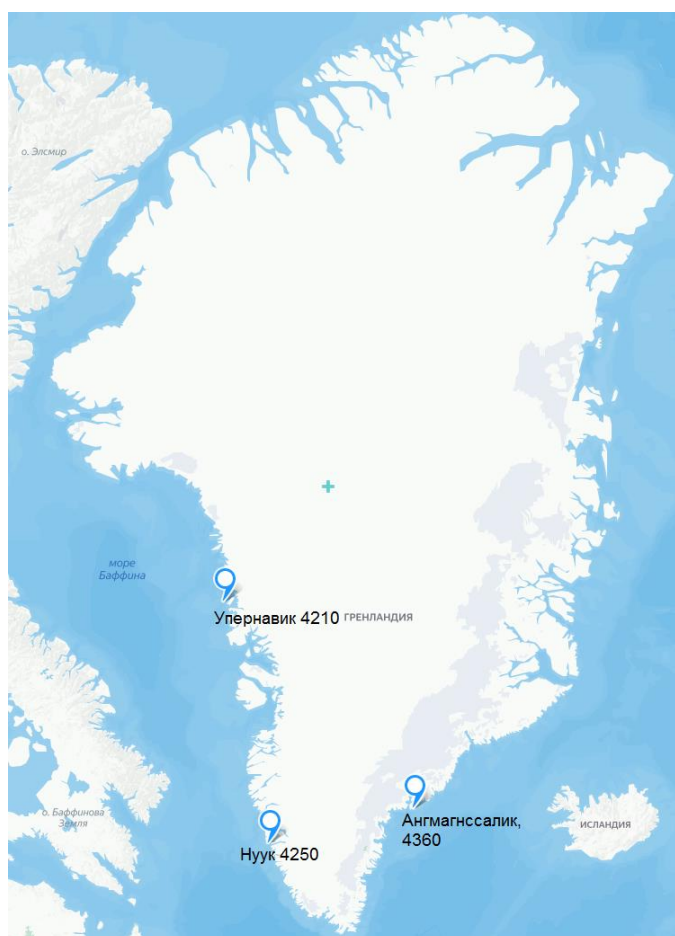 о. Элсмир
море
Баффина
Упернавик 4210
ГРЕНЛАНДИЯ
о. Баффинова
Земля
Нуук 4250
Ангмагнссалик,
4360
ИСЛАНДИЯ